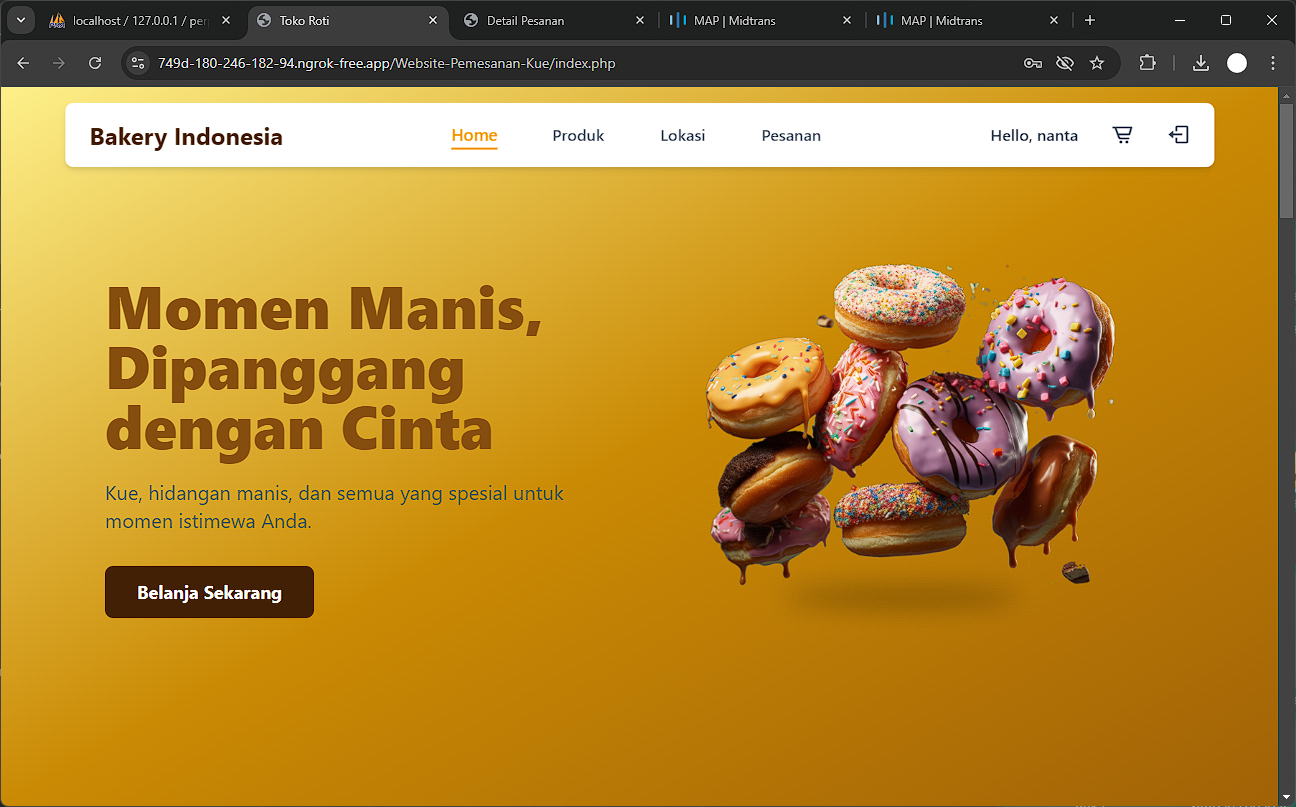 localhost / 127.0.0.1 / per
Toko Roti
Detail Pesanan
MAP | Midtrans
MAP | Midtrans
749d-180-246-182-94.ngrok-free.app/Website-Pemesanan-Kue/index.php
Bakery Indonesia
Home
Produk
Lokasi
Pesanan
Hello, nanta
Momen Manis,
Dipanggang
dengan Cinta
Kue, hidangan manis, dan semua yang spesial untuk
momen istimewa Anda.
Belanja Sekarang